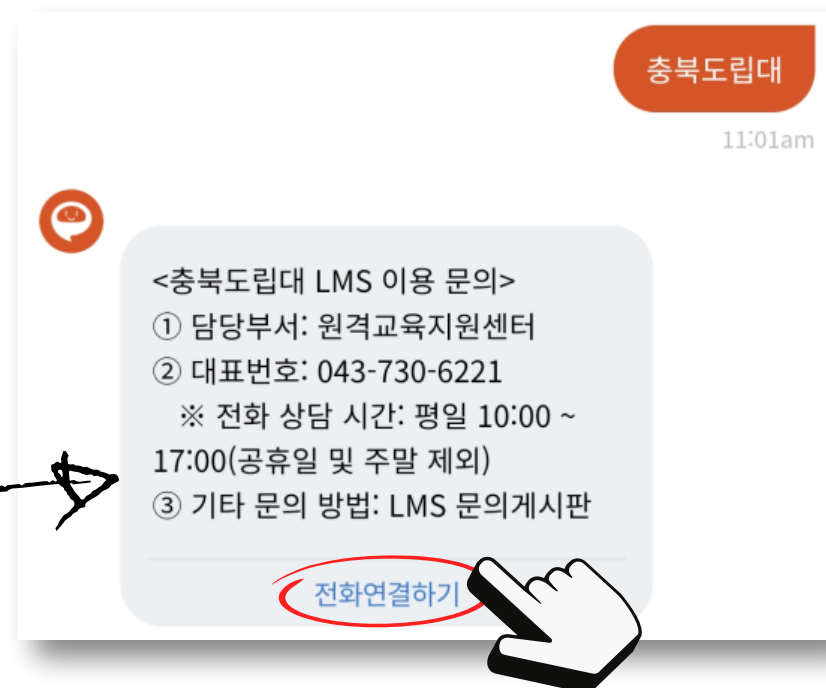 충북도립대
11:01am
<충북도립대 LMS 이용 문의>
① 담당부서: 원격교육지원센터
② 대표번호: 043-730-6221
※ 전화 상담 시간: 평일 10:00 ~
17:00(공휴일 및 주말 제외)
③ 기타 문의 방법: LMS 문의게시판
전화연결하기